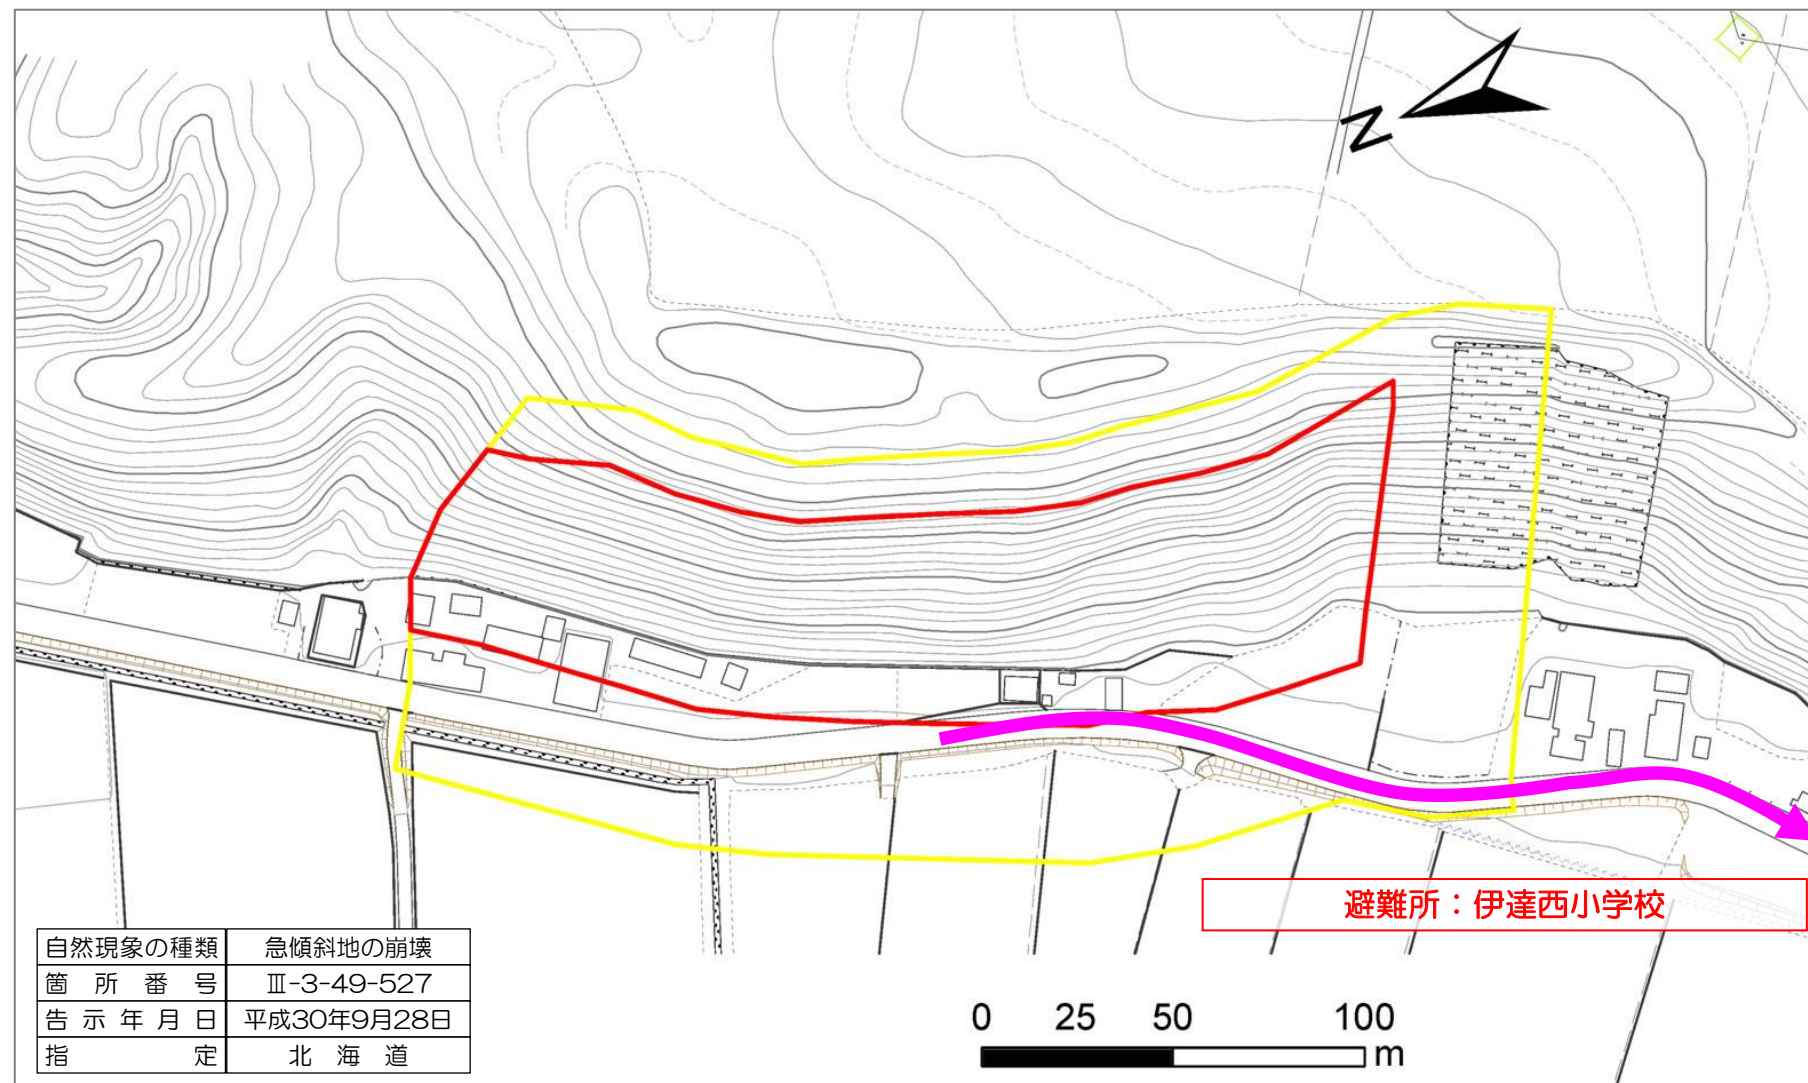 N
避難所：伊達西小学校
自然現象の種類 急傾斜地の崩壊
箇所番号 Ⅲ-3-49-527
告示年月日 平成30年9月28日
指定 北海道
0 25 50 100
m